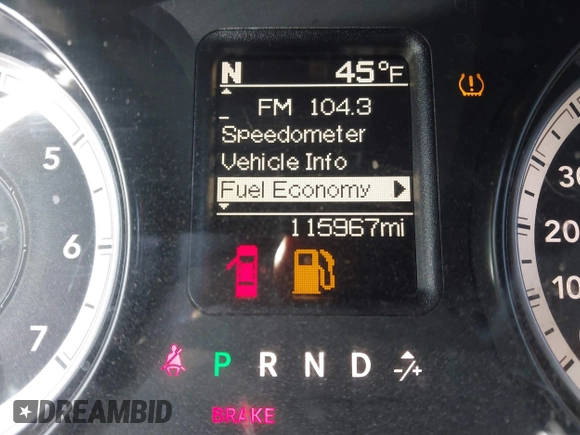 N 45°F
FM 104.3
Speedometer
Vehicle Info
Fuel Economy
115967mi
5
6
7
30
20
10
P R N D -/+
BRAKE
DREAMBID